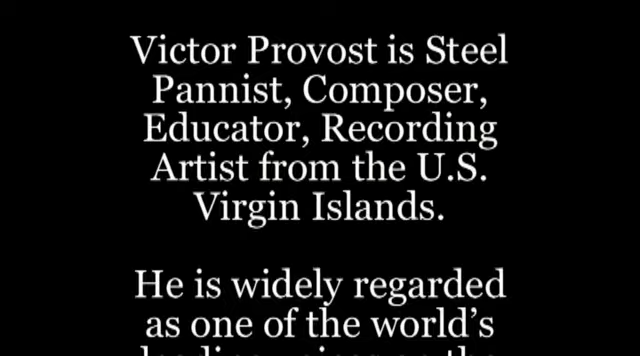 Victor Provost is Steel
Pannist, Composer,
Educator, Recording
Artist from the U.S.
Virgin Islands.
He is widely regarded
as one of the world's